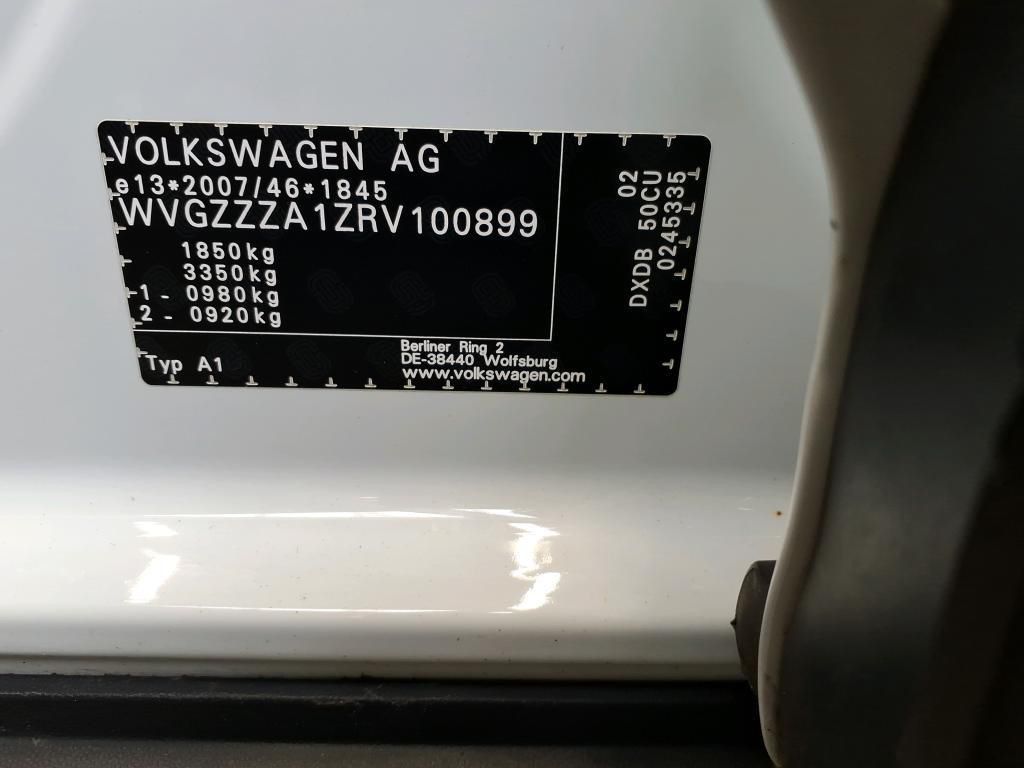 VOLKSWAGEN AG
e13*2007/46*1845
WVGZZZA1ZRV100899
1850kg
3350kg
1 - 0980kg
2 - 0920kg
Typ A1
Berliner Ring 2
DE-38440 Wolfsburg
www.volkswagen.com
02
DXDB 50CU
0245335